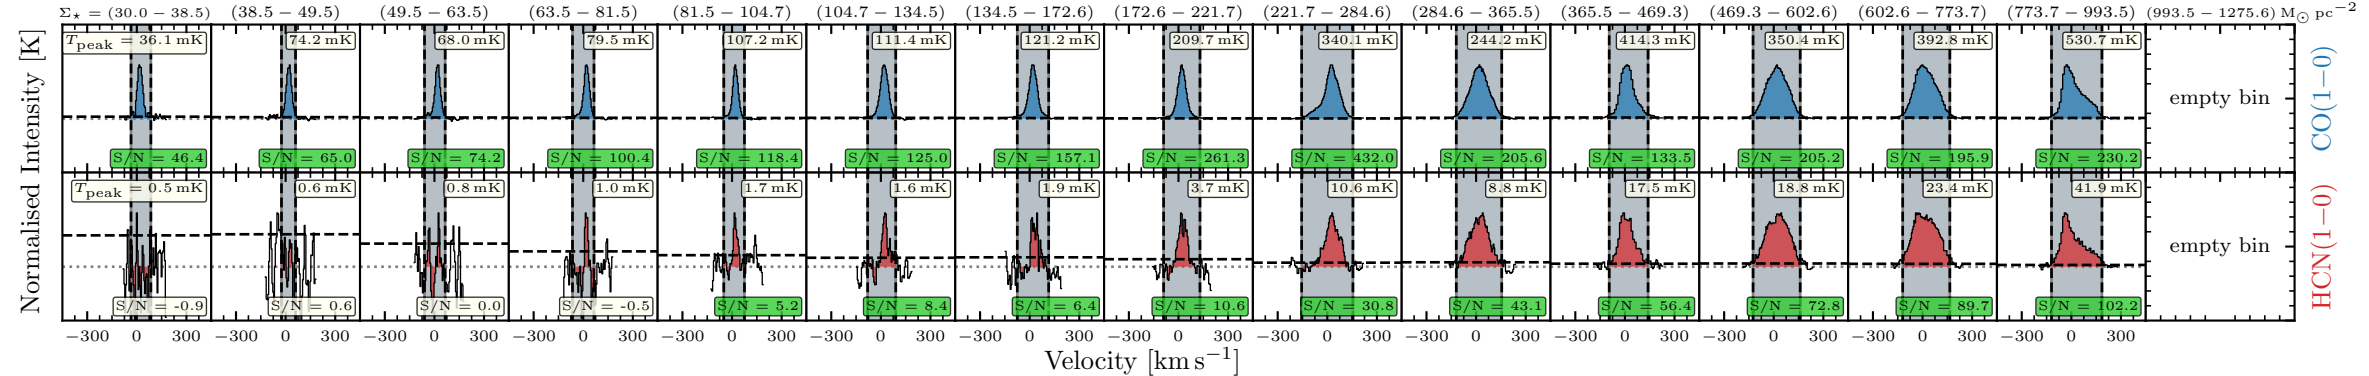 Σ⋆ = (30.0 − 38.5) (38.5 − 49.5) (49.5 − 63.5) (63.5 − 81.5) (81.5 − 104.7) (104.7 − 134.5) (134.5 − 172.6) (172.6 − 221.7) (221.7 − 284.6) (284.6 − 365.5) (365.5 − 469.3) (469.3 − 602.6) (602.6 − 773.7) (773.7 − 993.5) (993.5 − 1275.6) M⊙ pc−2
Tpeak = 36.1 mK 74.2 mK 68.0 mK 79.5 mK 107.2 mK 111.4 mK 121.2 mK 209.7 mK 340.1 mK 244.2 mK 414.3 mK 350.4 mK 392.8 mK 530.7 mK
empty bin
CO(1−0)
S/N = 46.4 S/N = 65.0 S/N = 74.2 S/N = 100.4 S/N = 118.4 S/N = 125.0 S/N = 157.1 S/N = 261.3 S/N = 432.0 S/N = 205.6 S/N = 133.5 S/N = 205.2 S/N = 195.9 S/N = 230.2
Normalised Intensity [K]
Tpeak = 0.5 mK 0.6 mK 0.8 mK 1.0 mK 1.7 mK 1.6 mK 1.9 mK 3.7 mK 10.6 mK 8.8 mK 17.5 mK 18.8 mK 23.4 mK 41.9 mK
empty bin
HCN(1−0)
S/N = -0.9 S/N = 0.6 S/N = 0.0 S/N = -0.5 S/N = 5.2 S/N = 8.4 S/N = 6.4 S/N = 10.6 S/N = 30.8 S/N = 43.1 S/N = 56.4 S/N = 72.8 S/N = 89.7 S/N = 102.2
−300 0 300 −300 0 300 −300 0 300 −300 0 300 −300 0 300 −300 0 300 −300 0 300 −300 0 300 −300 0 300 −300 0 300 −300 0 300 −300 0 300 −300 0 300 −300 0 300
Velocity [km s−1]